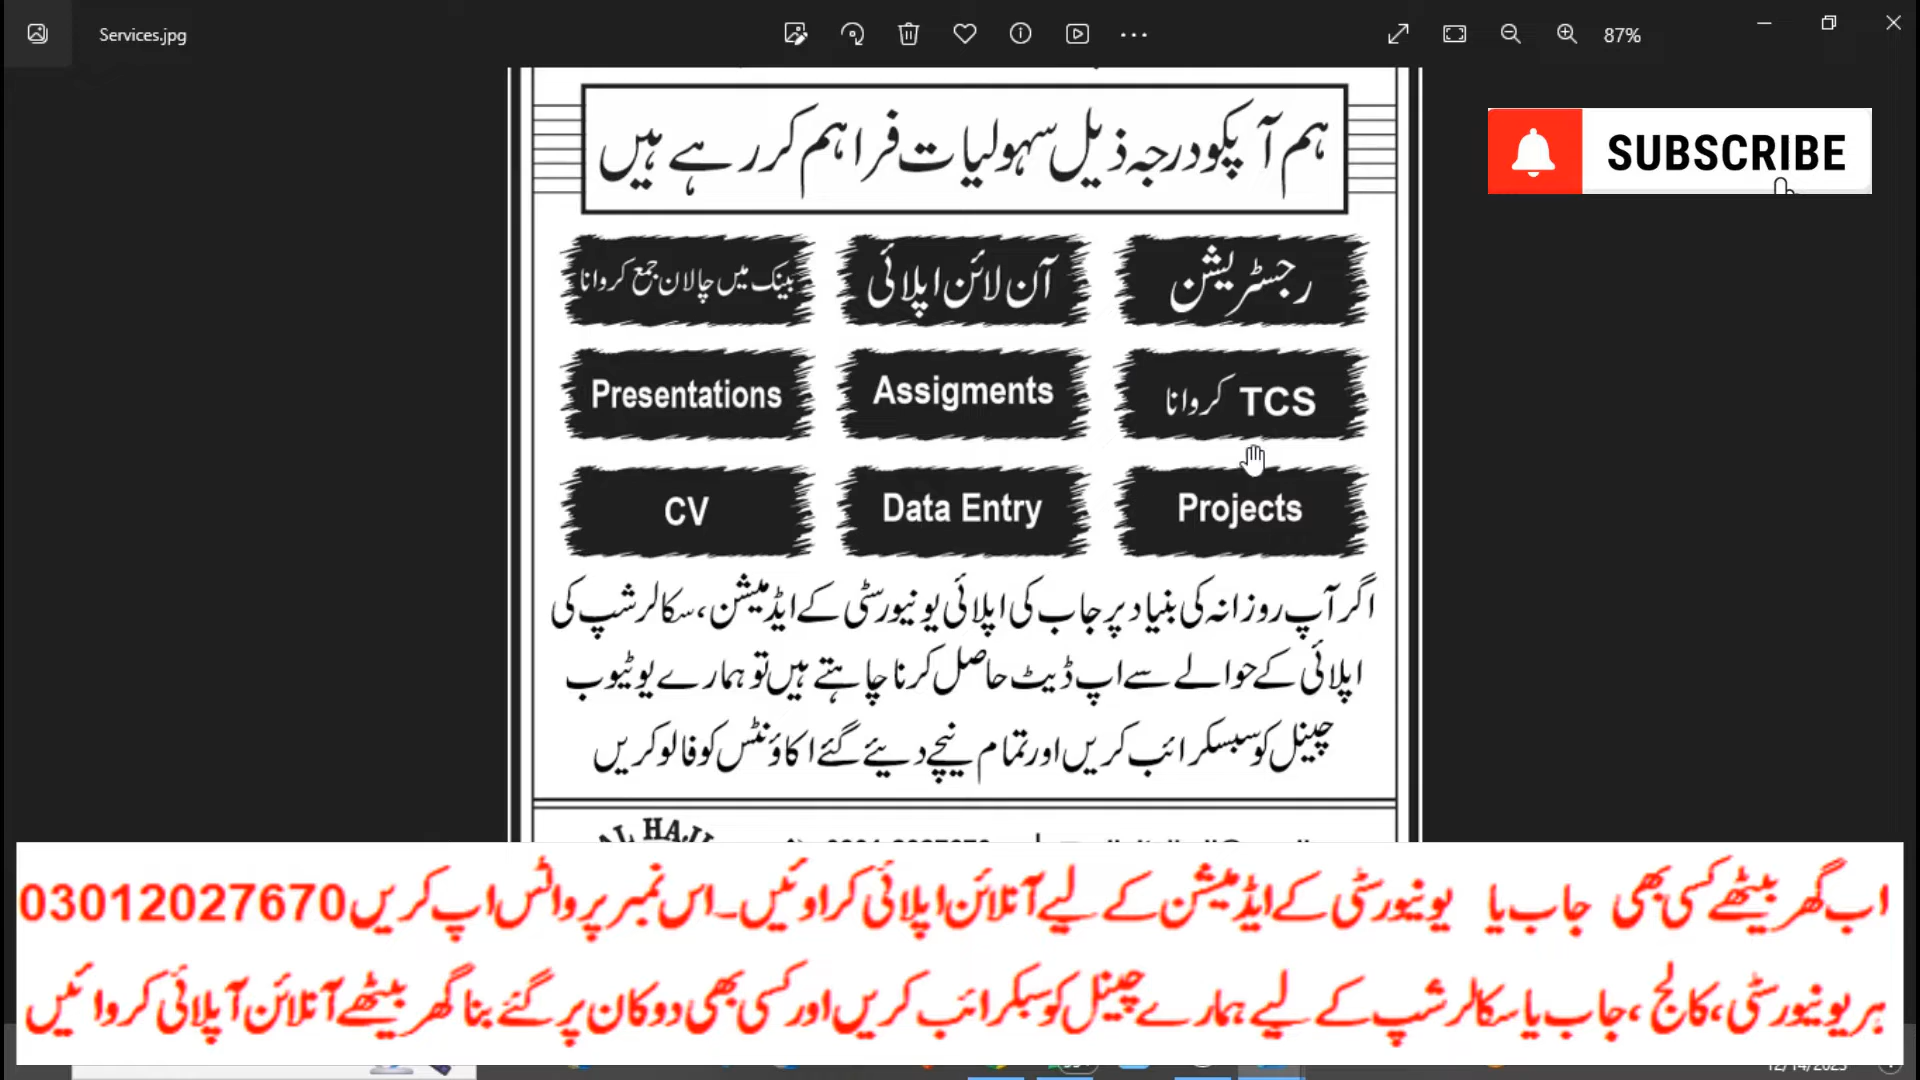 Services.jpg
87%
SUBSCRIBE
ہم آپکو درجہ ذیل سہولیات فراہم کر رہے ہیں
رجسٹریشن
آن لائن اپلائی
بینک میں چالان جمع کروانا
TCS کروانا
Assigments
Presentations
Projects
Data Entry
CV
اگر آپ روزانہ کی بنیاد پر جاب کی اپلائی یونیورسٹی کے ایڈمیشن، سکالرشپ کی
اپلائی کے حوالے سے اپ ڈیٹ حاصل کرنا چاہتے ہیں تو ہمارے یوٹیوب
چینل کو سبسکرائب کریں اور تمام نیچے دیئے گئے اکاؤنٹس کو فالو کریں
اب گھر بیٹھے کسی بھی جاب یا یونیورسٹی کے ایڈمیشن کے لیے آنلائن اپلائی کراوئیں۔ اس نمبر پر واٹس اپ کریں 03012027670
ہر یونیورسٹی، کالج، جاب یا سکالرشپ کے لیے ہمارے چینل کو سبکرائب کریں اور کسی بھی دوکان پر گئے بنا گھر بیٹھے آنلائن آپلائی کروائیں